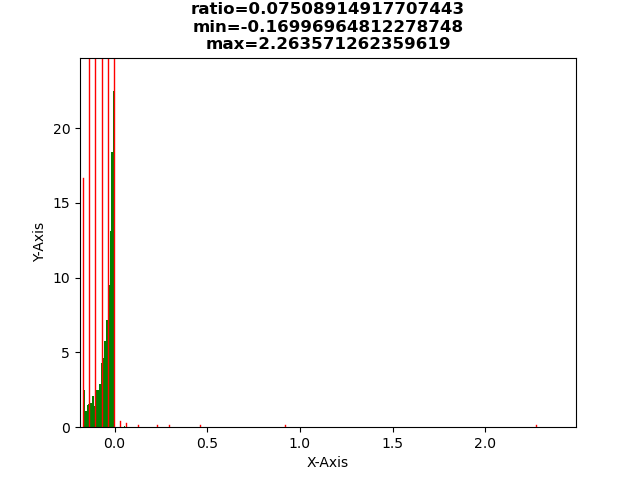 ratio=0.07508914917707443
min=-0.16996964812278748
max=2.263571262359619
Y-Axis
20
15
10
5
0
0.0 0.5 1.0 1.5 2.0
X-Axis